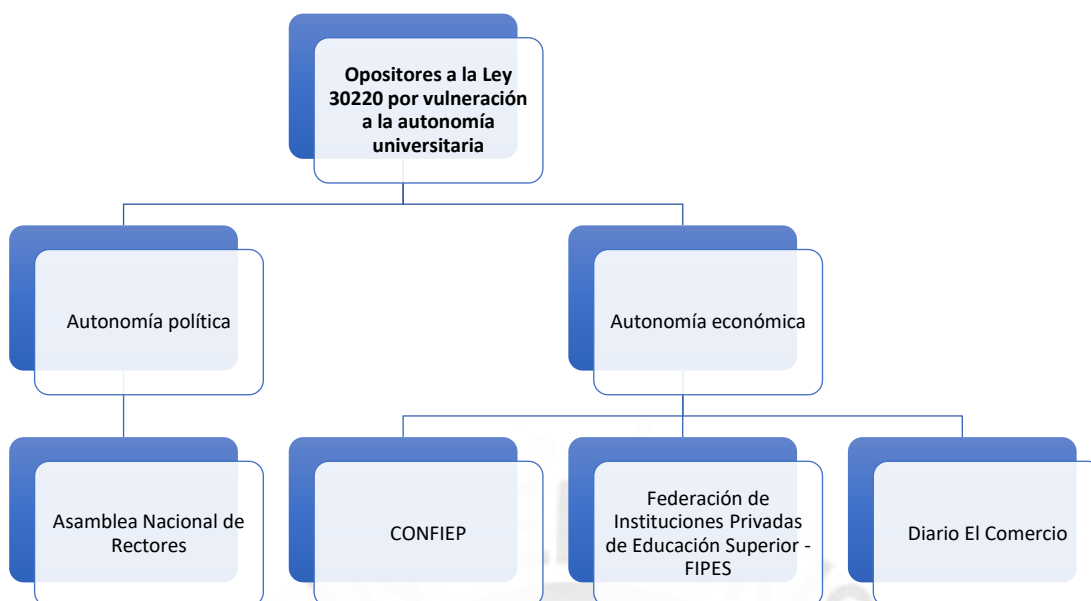 Opositores a la Ley
30220 por vulneración
a la autonomía
universitaria
Autonomía política
Autonomía económica
Asamblea Nacional de
Rectores
CONFIEP
Federación de
Instituciones Privadas
de Educación Superior -
FIPES
Diario El Comercio